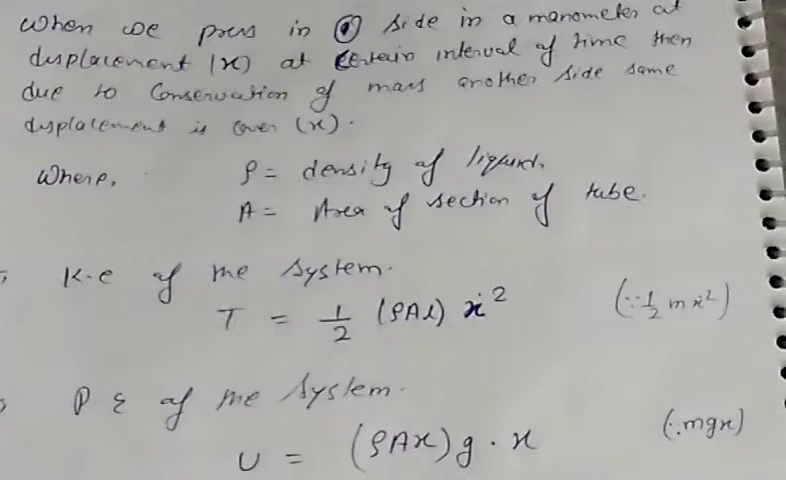 When we press in ① side in a manometer at
displacement (x) at certain interval of time then
due to Conservation of mass another side same
displacement is cover (x).
Where, ρ = density of liquid.
A = Area of section of tube.
K.e of the system.
T = 1/2 (ρAl) ẋ² (∵ 1/2 mẋ²)
P ε of the system.
U = (ρAx)g · x (∵ mgx)